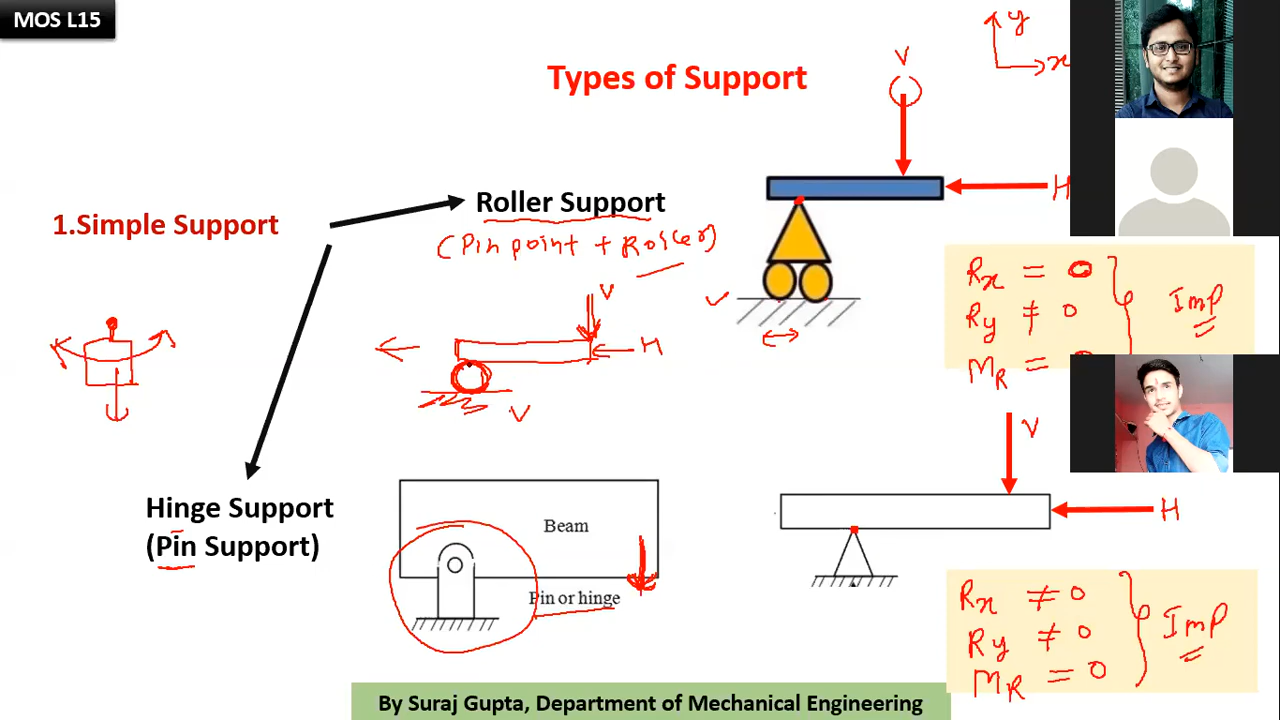 MOS L15
Types of Support
y
x
V
H
1.Simple Support
Roller Support
(Pin point + Roller)
Rx = 0
Ry ≠ 0
MR =
Imp
V
H
V
Hinge Support
(Pin Support)
Beam
Pin or hinge
V
H
Rx ≠ 0
Ry ≠ 0
MR = 0
Imp
By Suraj Gupta, Department of Mechanical Engineering